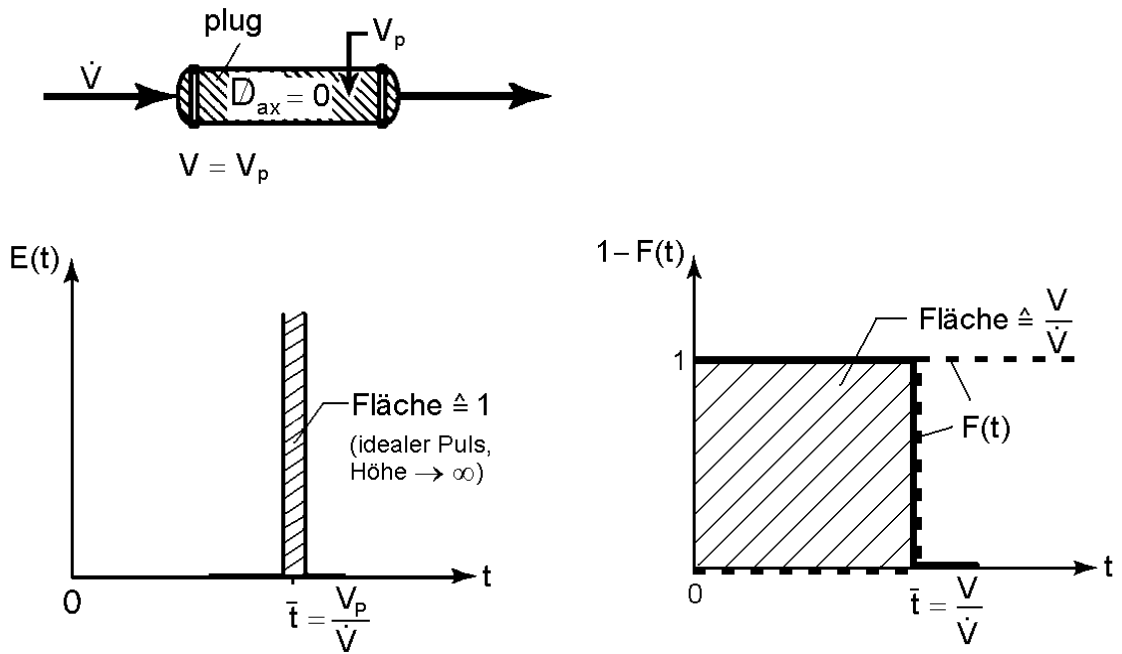 plug
V_p
V̇
D_ax = 0
V = V_p
E(t)
Fläche ≙ 1
(idealer Puls,
Höhe → ∞)
0
t
t̄ = V_P / V̇
1 – F(t)
Fläche ≙ V / V̇
1
F(t)
0
t
t̄ = V / V̇